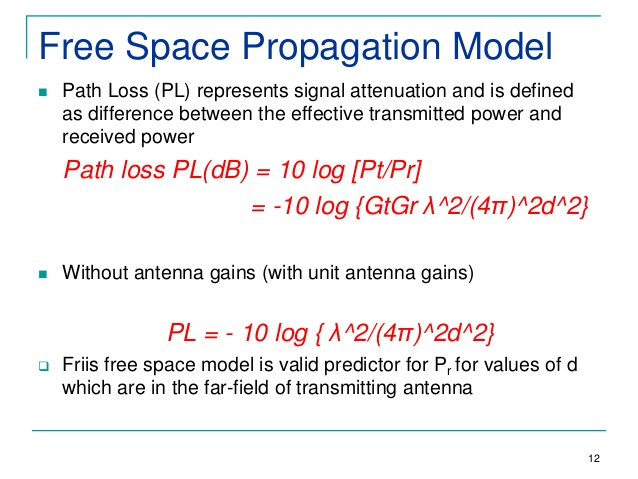 Free Space Propagation Model
Path Loss (PL) represents signal attenuation and is defined
as difference between the effective transmitted power and
received power
Path loss PL(dB) = 10 log [Pt/Pr]
= -10 log {GtGr λ^2/(4π)^2d^2}
Without antenna gains (with unit antenna gains)
PL = - 10 log { λ^2/(4π)^2d^2}
Friis free space model is valid predictor for Pr for values of d
which are in the far-field of transmitting antenna
12